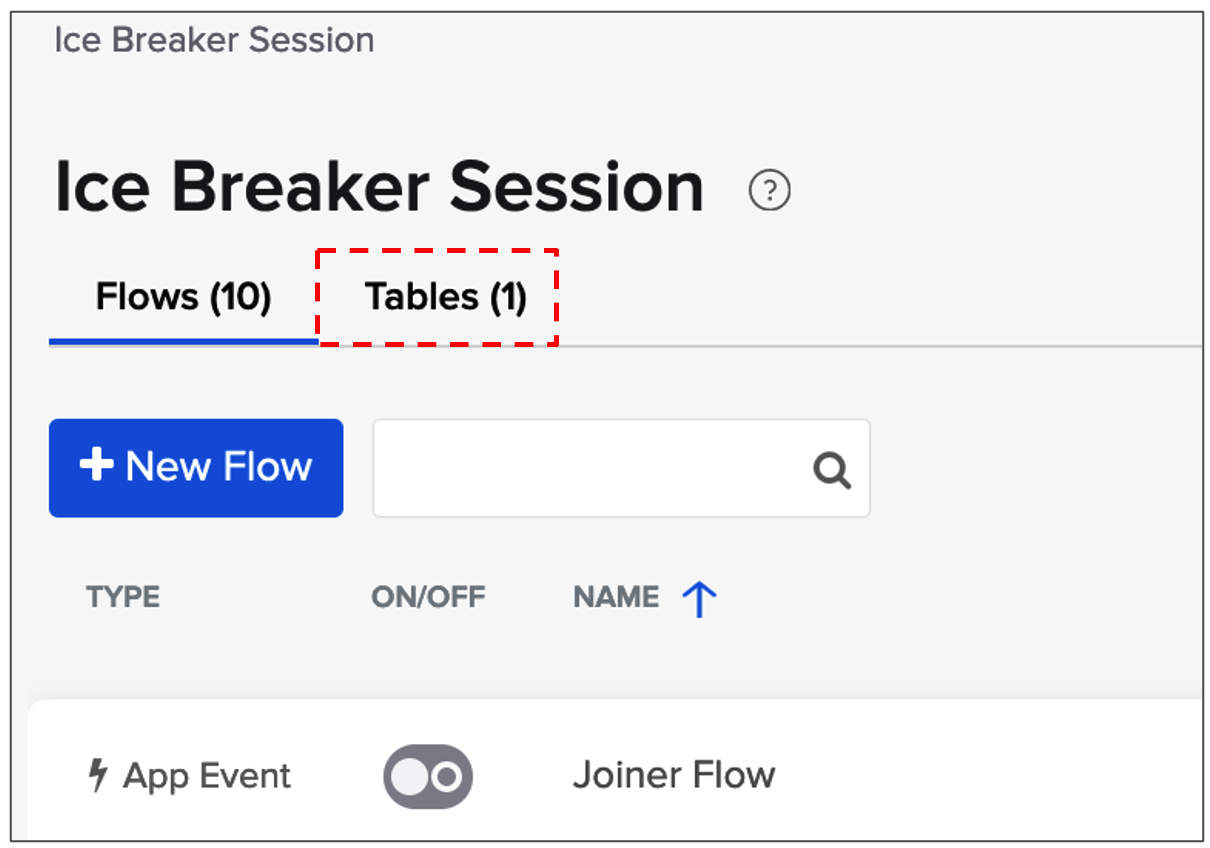 Ice Breaker Session
Ice Breaker Session ?
Flows (10) Tables (1)
+ New Flow
TYPE ON/OFF NAME
App Event Joiner Flow